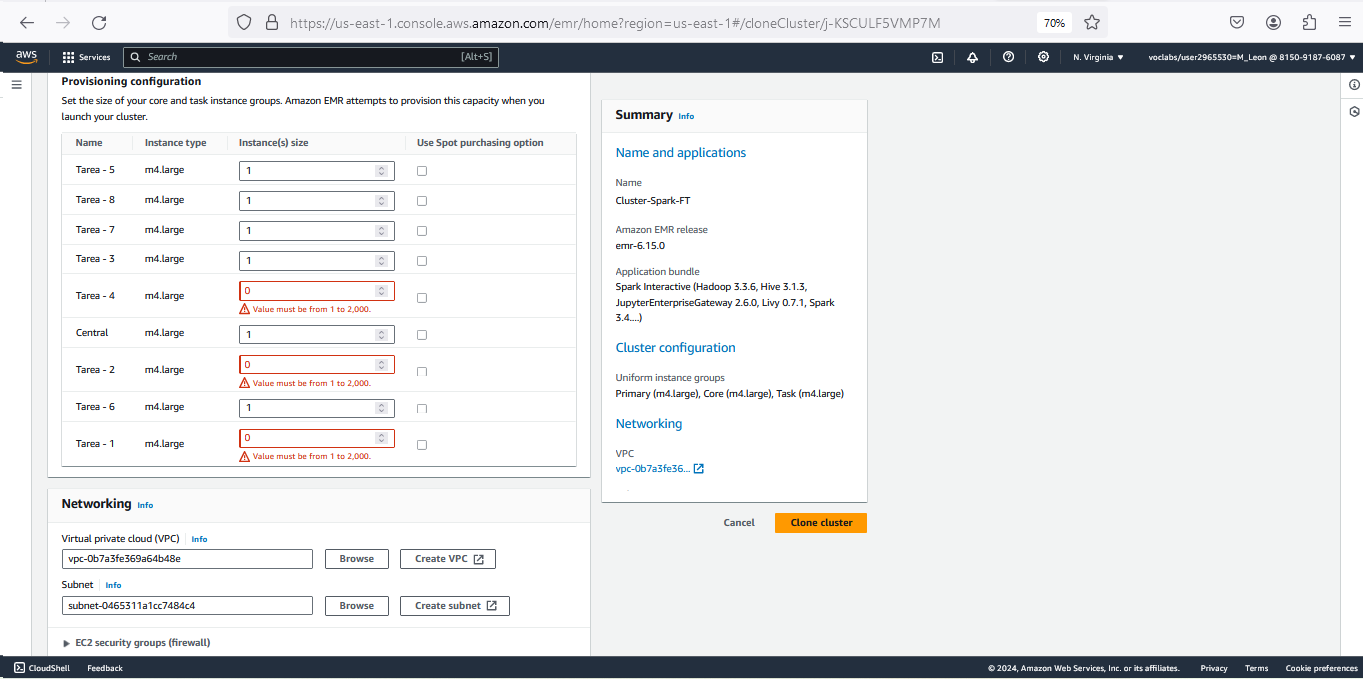 https://us-east-1.console.aws.amazon.com/emr/home?region=us-east-1#/cloneCluster/j-KSCULF5VMP7M
70%
aws
Services
Search
[Alt+S]
N. Virginia
voclabs/user2965530=M_Leon @ 8150-9187-6087
Provisioning configuration
Set the size of your core and task instance groups. Amazon EMR attempts to provision this capacity when you
launch your cluster.
Name Instance type Instance(s) size Use Spot purchasing option
Tarea - 5 m4.large 1
Tarea - 8 m4.large 1
Tarea - 7 m4.large 1
Tarea - 3 m4.large 1
Tarea - 4 m4.large 0
Value must be from 1 to 2,000.
Central m4.large 1
Tarea - 2 m4.large 0
Value must be from 1 to 2,000.
Tarea - 6 m4.large 1
Tarea - 1 m4.large 0
Value must be from 1 to 2,000.
Networking Info
Virtual private cloud (VPC) Info
vpc-0b7a3fe369a64b48e Browse Create VPC
Subnet Info
subnet-0465311a1cc7484c4 Browse Create subnet
EC2 security groups (firewall)
Summary Info
Name and applications
Name
Cluster-Spark-FT
Amazon EMR release
emr-6.15.0
Application bundle
Spark Interactive (Hadoop 3.3.6, Hive 3.1.3,
JupyterEnterpriseGateway 2.6.0, Livy 0.7.1, Spark
3.4....)
Cluster configuration
Uniform instance groups
Primary (m4.large), Core (m4.large), Task (m4.large)
Networking
VPC
vpc-0b7a3fe36...
Cancel Clone cluster
CloudShell Feedback
© 2024, Amazon Web Services, Inc. or its affiliates. Privacy Terms Cookie preferences